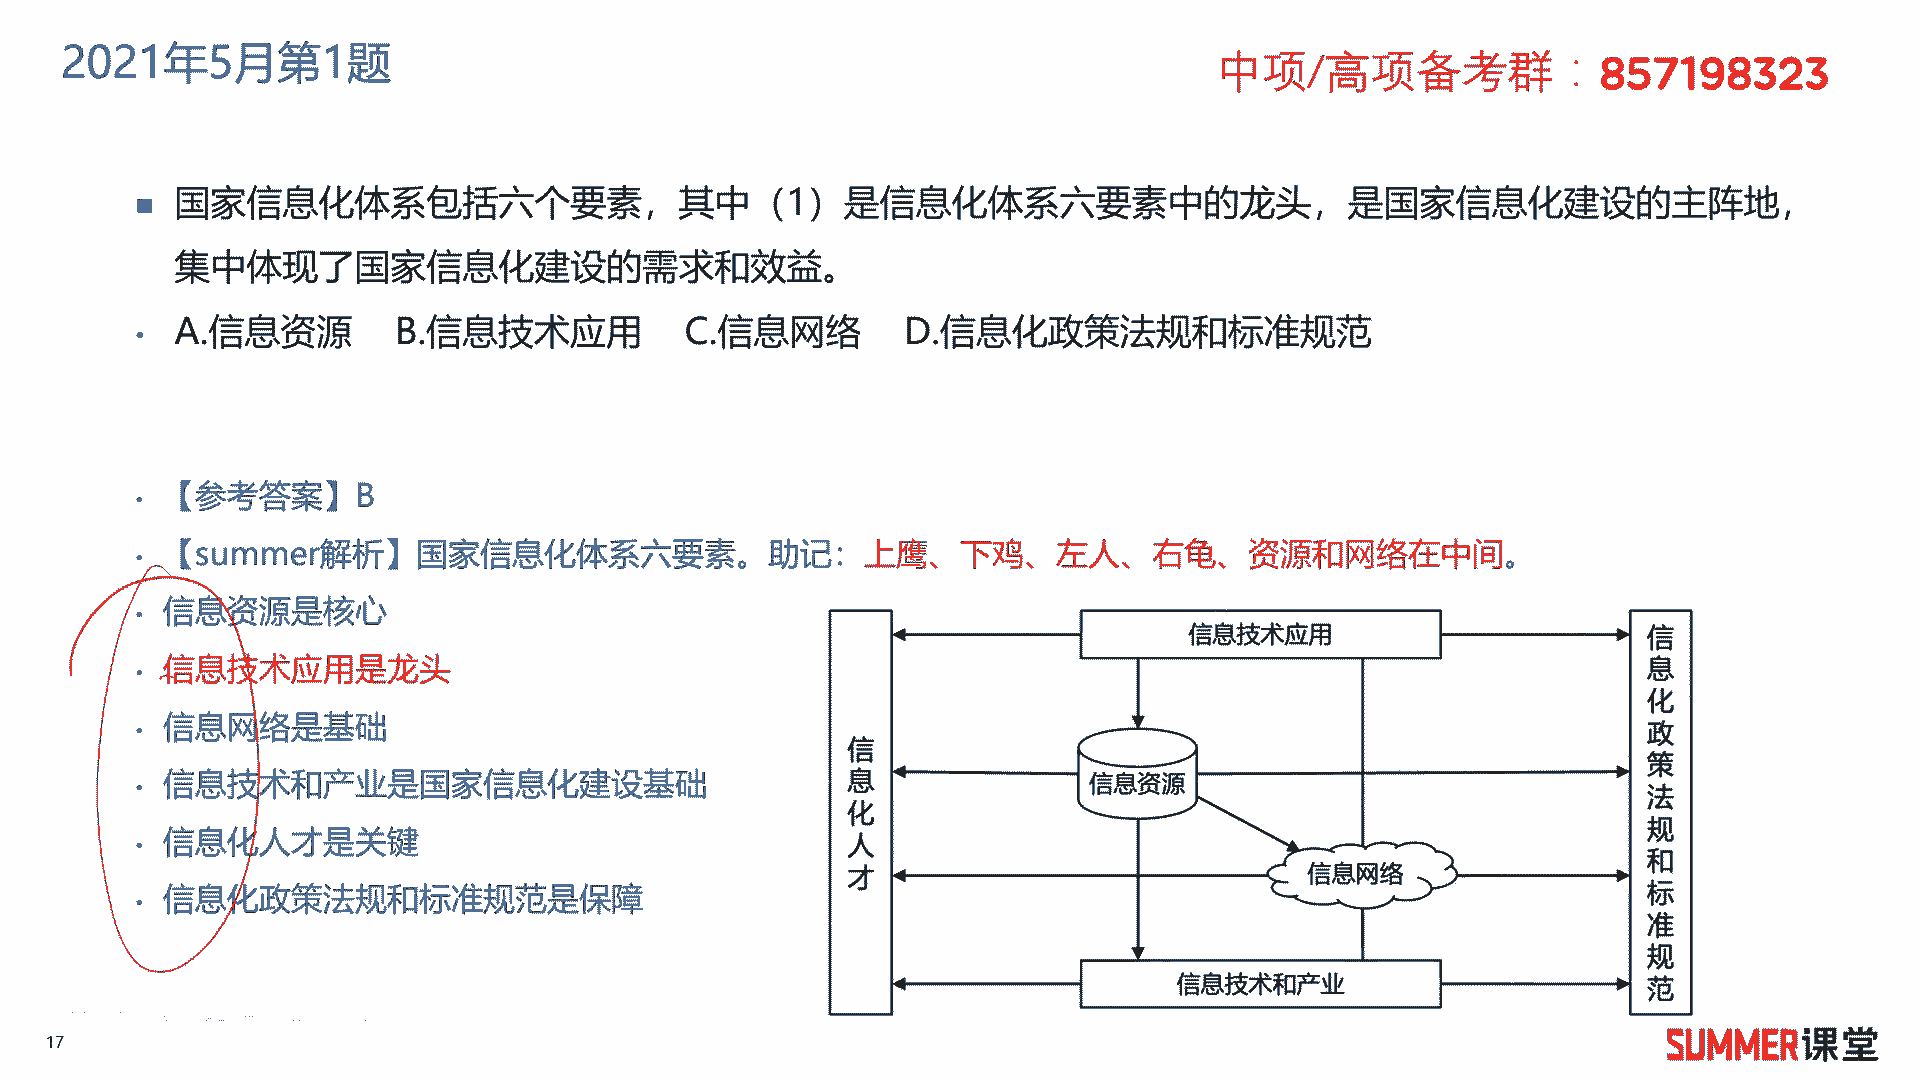 2021年5月第1题
中项/高项备考群：857198323
国家信息化体系包括六个要素，其中（1）是信息化体系六要素中的龙头，是国家信息化建设的主阵地，
集中体现了国家信息化建设的需求和效益。
A.信息资源 B.信息技术应用 C.信息网络 D.信息化政策法规和标准规范
【参考答案】B
【summer解析】国家信息化体系六要素。助记：上鹰、下鸡、左人、右龟、资源和网络在中间。
信息资源是核心
信息技术应用是龙头
信息网络是基础
信息技术和产业是国家信息化建设基础
信息化人才是关键
信息化政策法规和标准规范是保障
信息化人才
信息技术应用
信息资源
信息网络
信息技术和产业
信息化政策法规和标准规范
17
SUMMER课堂